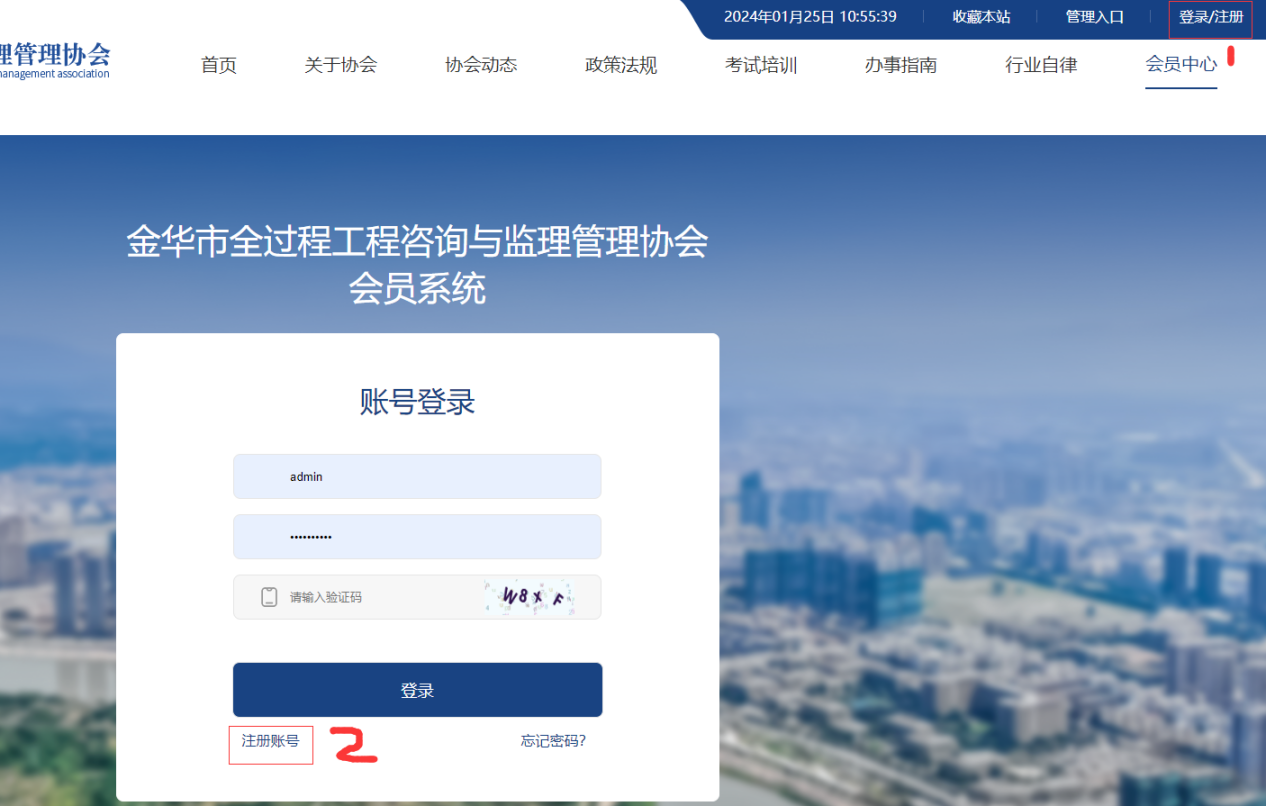 2024年01月25日 10:55:39 收藏本站 管理入口 登录/注册
理管理协会
management association
首页 关于协会 协会动态 政策法规 考试培训 办事指南 行业自律 会员中心
1
金华市全过程工程咨询与监理管理协会
会员系统
账号登录
admin
••••••••••
请输入验证码 W8XF
登录
注册账号 2 忘记密码?